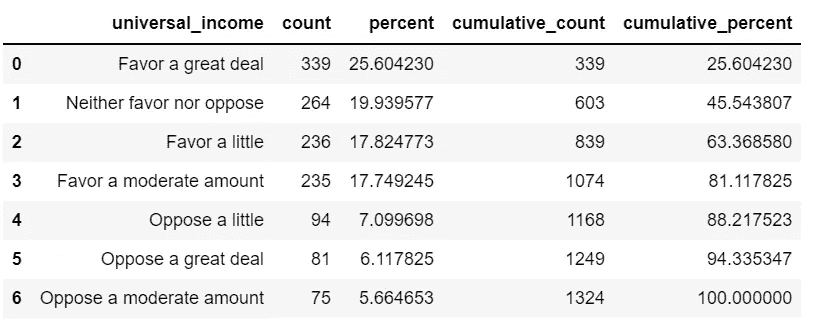 universal_income count percent cumulative_count cumulative_percent
0 Favor a great deal 339 25.604230 339 25.604230
1 Neither favor nor oppose 264 19.939577 603 45.543807
2 Favor a little 236 17.824773 839 63.368580
3 Favor a moderate amount 235 17.749245 1074 81.117825
4 Oppose a little 94 7.099698 1168 88.217523
5 Oppose a great deal 81 6.117825 1249 94.335347
6 Oppose a moderate amount 75 5.664653 1324 100.000000